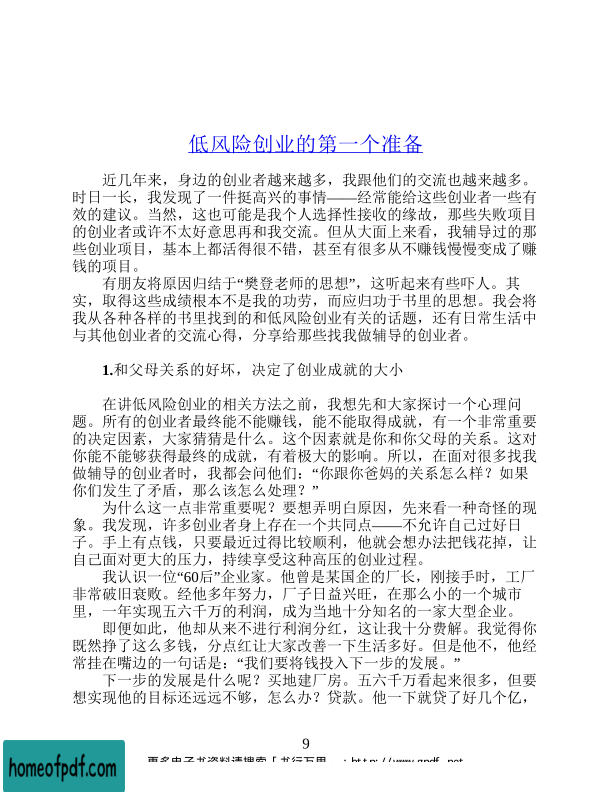 低风险创业的第一个准备
近几年来，身边的创业者越来越多，我跟他们的交流也越来越多。
时日一长，我发现了一件挺高兴的事情——经常能给这些创业者一些有
效的建议。当然，这也可能是我个人选择性接收的缘故，那些失败项目
的创业者或许不太好意思再和我交流。但从大面上来看，我辅导过的那
些创业项目，基本上都活得很不错，甚至有很多从不赚钱慢慢变成了赚
钱的项目。
有朋友将原因归结于“樊登老师的思想”，这听起来有些吓人。其
实，取得这些成绩根本不是我的功劳，而应归功于书里的思想。我会将
我从各种各样的书里找到的和低风险创业有关的话题，还有日常生活中
与其他创业者的交流心得，分享给那些找我做辅导的创业者。
1.和父母关系的好坏，决定了创业成就的大小
在讲低风险创业的相关方法之前，我想先和大家探讨一个心理问
题。所有的创业者最终能不能赚钱，能不能取得成就，有一个非常重要
的决定因素，大家猜猜是什么。这个因素就是你和你父母的关系。这对
你能不能够获得最终的成就，有着极大的影响。所以，在面对很多找我
做辅导的创业者时，我都会问他们：“你跟你爸妈的关系怎么样？如果
你们发生了矛盾，那么该怎么处理？”
为什么这一点非常重要呢？要想弄明白原因，先来看一种奇怪的现
象。我发现，许多创业者身上存在一个共同点——不允许自己过好日
子。手上有点钱，只要最近过得比较顺利，他就会想办法把钱花掉，让
自己面对更大的压力，持续享受这种高压的创业过程。
我认识一位“60后”企业家。他曾是某国企的厂长，刚接手时，工厂
非常破旧衰败。经他多年努力，厂子日益兴旺，在那么小的一个城市
里，一年实现五六千万的利润，成为当地十分知名的一家大型企业。
即便如此，他却从来不进行利润分红，这让我十分费解。我觉得你
既然挣了这么多钱，分点红让大家改善一下生活多好。但是他不，他经
常挂在嘴边的一句话是：“我们要将钱投入下一步的发展。”
下一步的发展是什么呢？买地建厂房。五六千万看起来很多，但要
想实现他的目标还远远不够，怎么办？贷款。他一下就贷了好几个亿，
9
homeofpdf.com